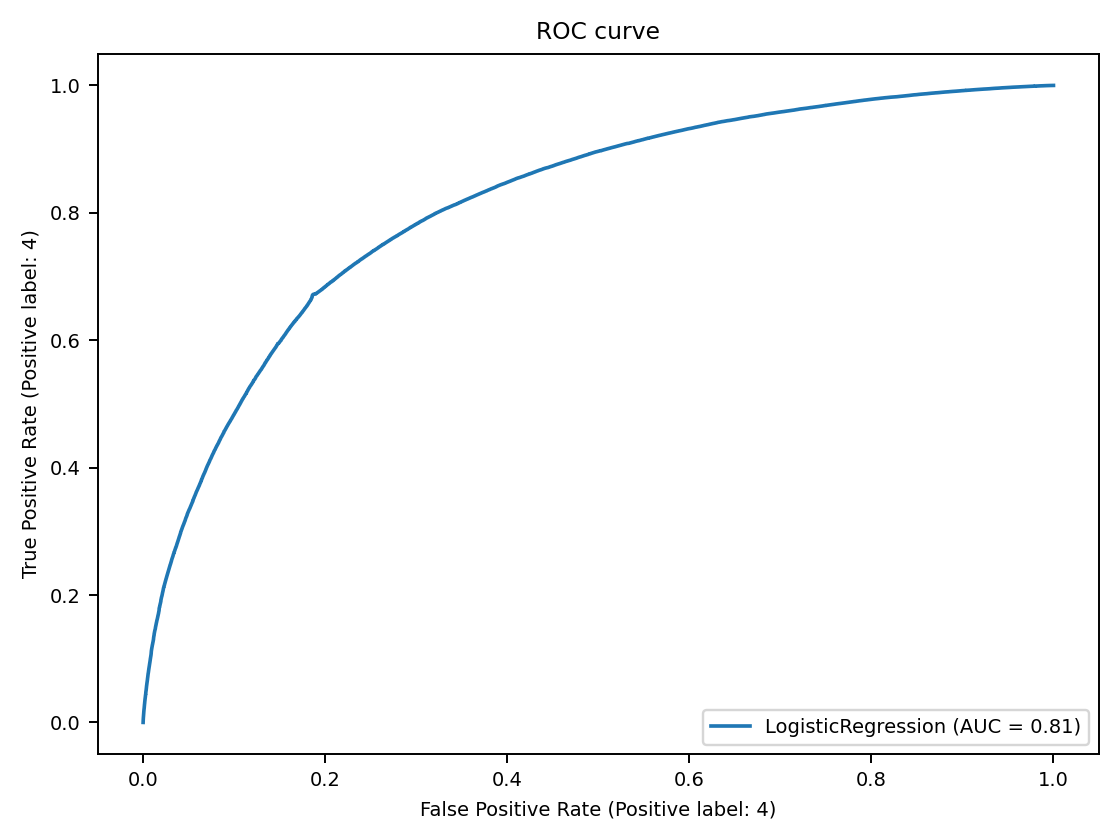 ROC curve
True Positive Rate (Positive label: 4)
1.0
0.8
0.6
0.4
0.2
0.0
LogisticRegression (AUC = 0.81)
0.0 0.2 0.4 0.6 0.8 1.0
False Positive Rate (Positive label: 4)